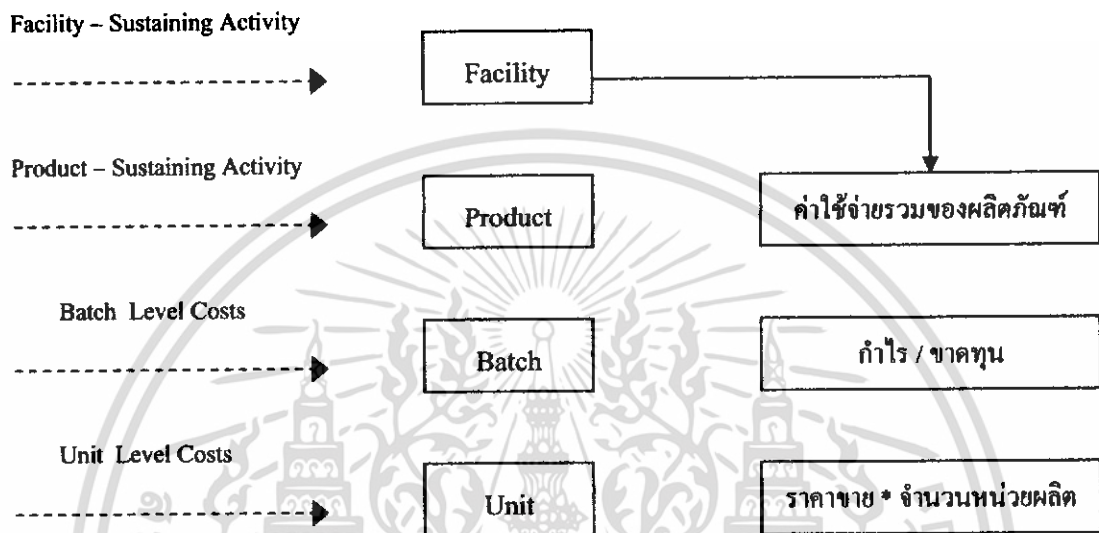 Facility – Sustaining Activity
Facility
Product – Sustaining Activity
Product
ค่าใช้จ่ายรวมของผลิตภัณฑ์
Batch Level Costs
Batch
กำไร / ขาดทุน
Unit Level Costs
Unit
ราคาขาย * จำนวนหน่วยผลิต